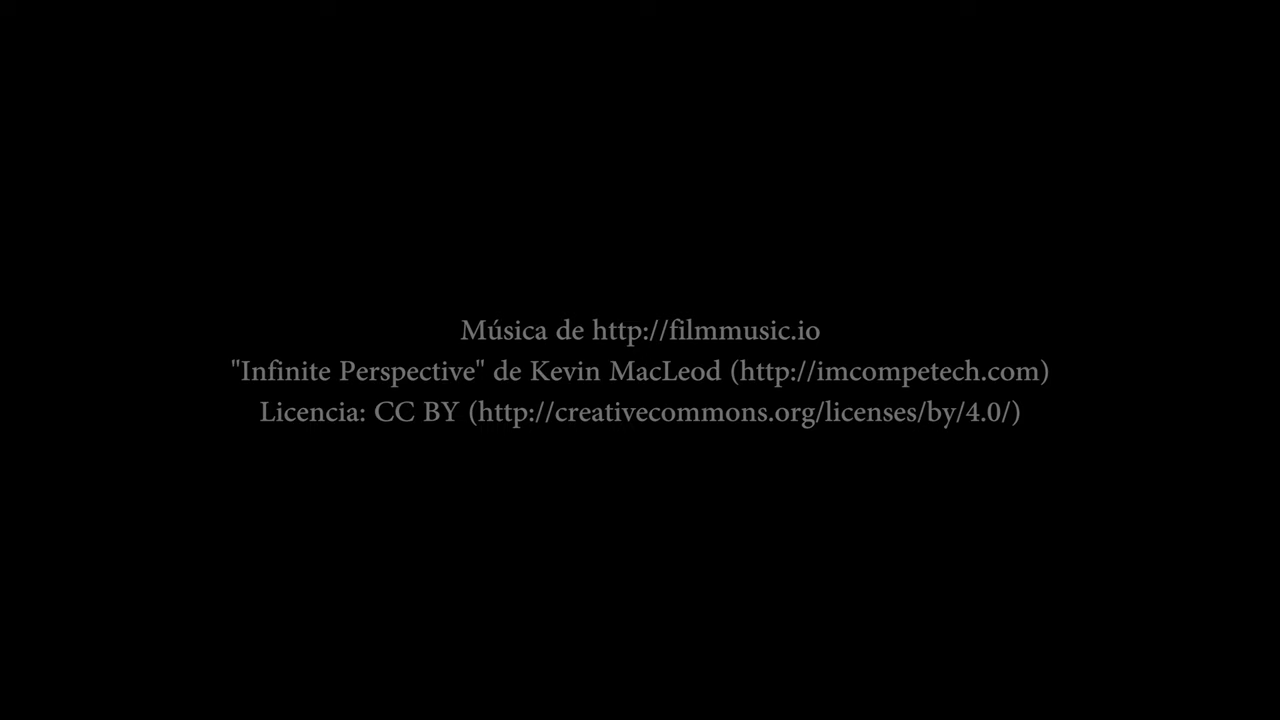 Música de http://filmmusic.io
"Infinite Perspective" de Kevin MacLeod (http://imcompetech.com)
Licencia: CC BY (http://creativecommons.org/licenses/by/4.0/)